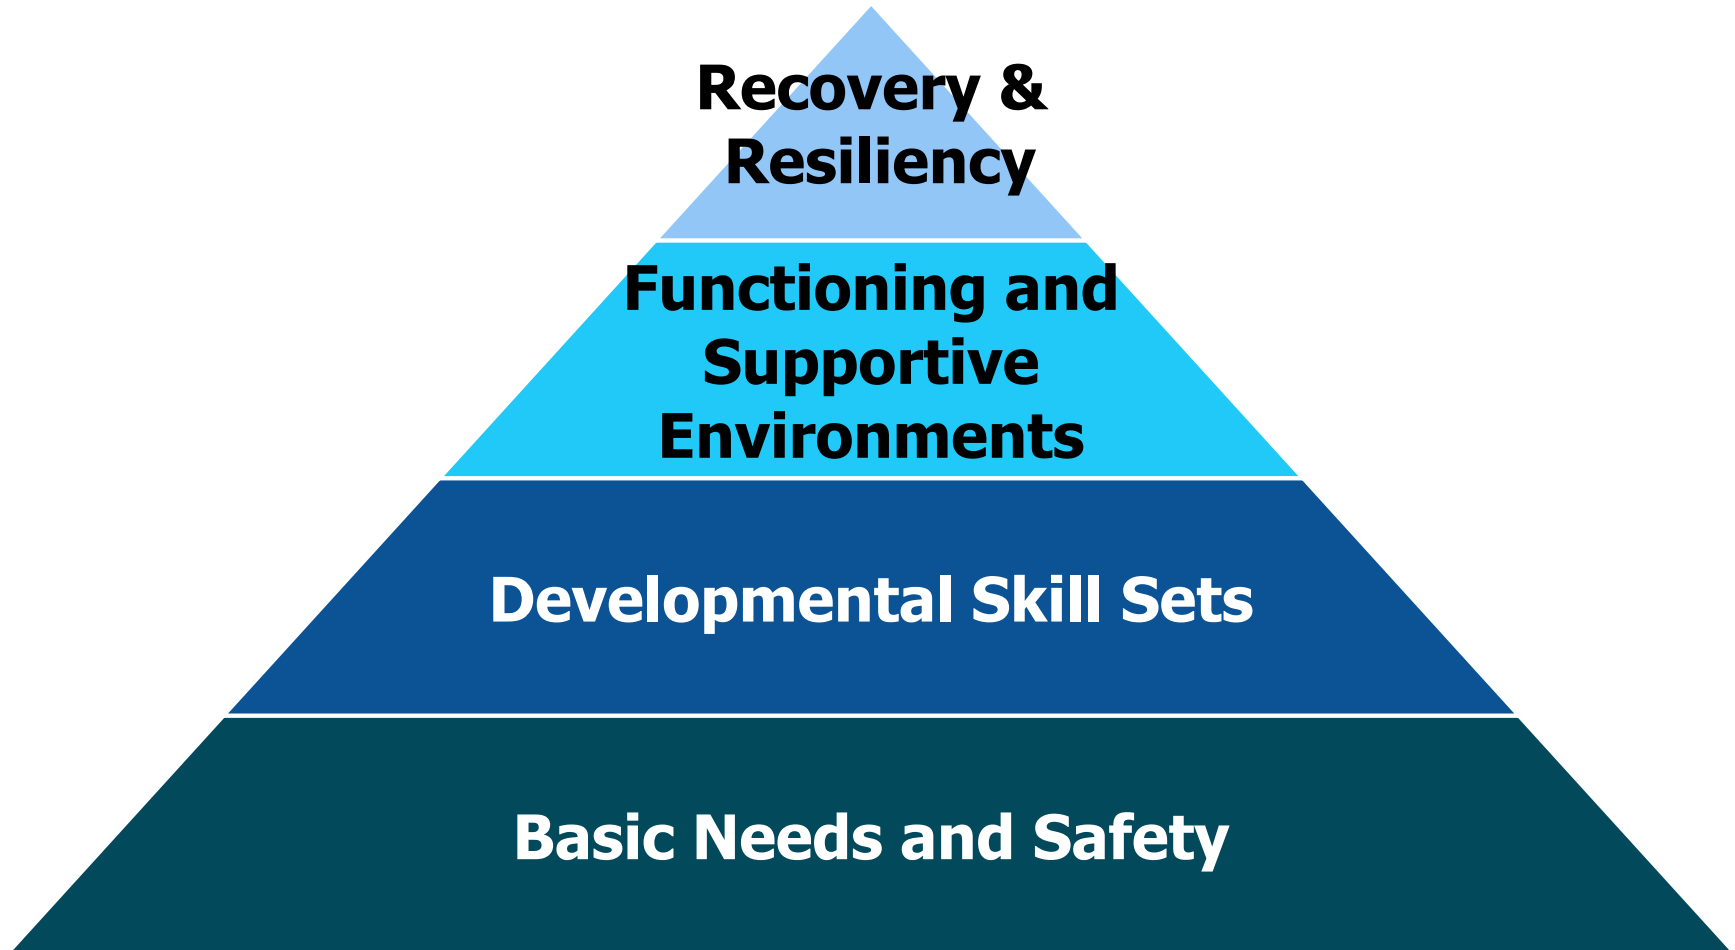 Recovery &
Resiliency
Functioning and
Supportive
Environments
Developmental Skill Sets
Basic Needs and Safety